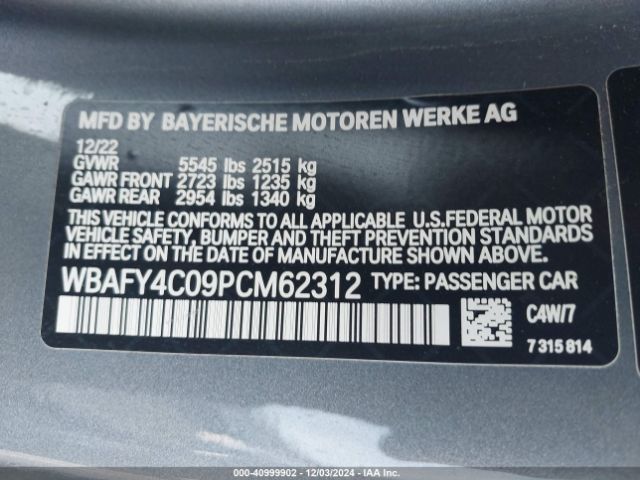 MFD BY BAYERISCHE MOTOREN WERKE AG
12/22
GVWR 5545 lbs 2515 kg
GAWR FRONT 2723 lbs 1235 kg
GAWR REAR 2954 lbs 1340 kg
THIS VEHICLE CONFORMS TO ALL APPLICABLE U.S.FEDERAL MOTOR
VEHICLE SAFETY, BUMPER AND THEFT PREVENTION STANDARDS
IN EFFECT ON THE DATE OF MANUFACTURE SHOWN ABOVE.
WBAFY4C09PCM62312 TYPE: PASSENGER CAR
C4W/7
7 315 814
000-40999902 - 12/03/2024 - IAA Inc.